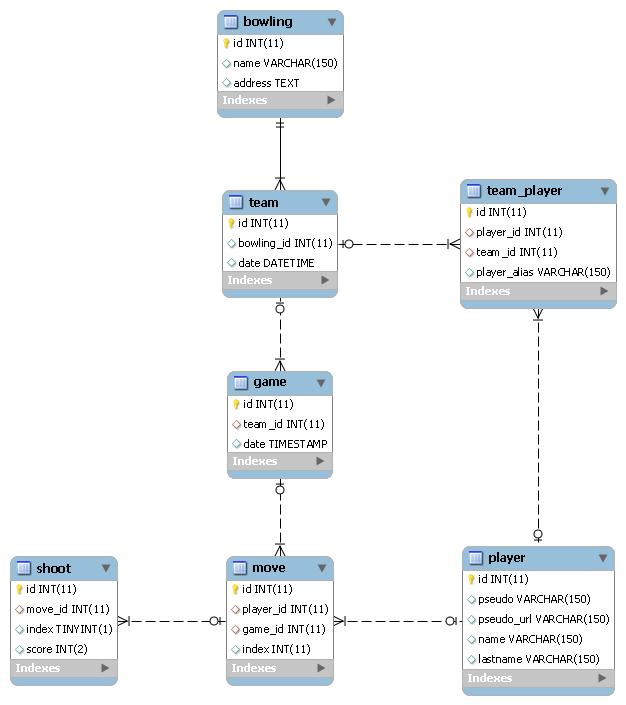 bowling
id INT(11)
name VARCHAR(150)
address TEXT
Indexes
team
id INT(11)
bowling_id INT(11)
date DATETIME
Indexes
team_player
id INT(11)
player_id INT(11)
team_id INT(11)
player_alias VARCHAR(150)
Indexes
game
id INT(11)
team_id INT(11)
date TIMESTAMP
Indexes
shoot
id INT(11)
move_id INT(11)
index TINYINT(1)
score INT(2)
Indexes
move
id INT(11)
player_id INT(11)
game_id INT(11)
index INT(11)
Indexes
player
id INT(11)
pseudo VARCHAR(150)
pseudo_url VARCHAR(150)
name VARCHAR(150)
lastname VARCHAR(150)
Indexes